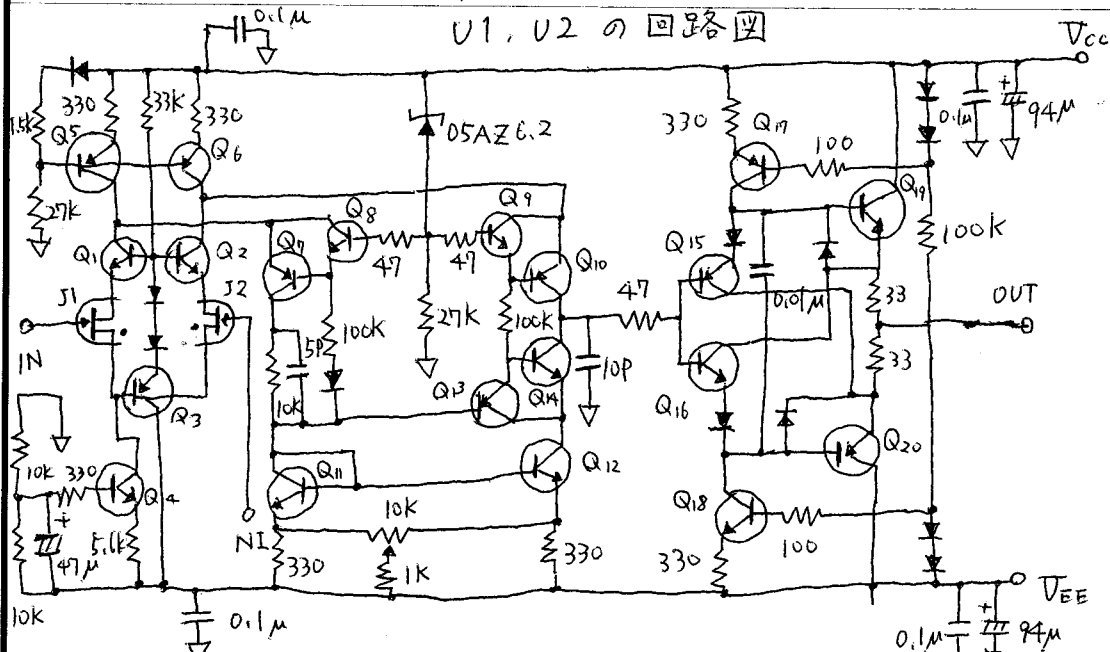 U1, U2 の回路図
VCC
0.1μ
330
33K
330
1.5K
Q5
Q6
27K
05AZ6.2
330
Q17
100
0.1μ
+
94μ
Q19
100K
Q1
Q2
Q7
Q8
47
47
Q9
Q10
Q15
J1
J2
IN
Q3
5P
10K
100K
27K
100K
Q13
Q14
10P
47
0.01μ
33
OUT
33
Q16
Q20
10K
330
Q4
+
47μ
5.1K
10K
NI
Q11
Q12
10K
330
1K
330
Q18
100
330
VEE
0.1μ
0.1μ
+
94μ